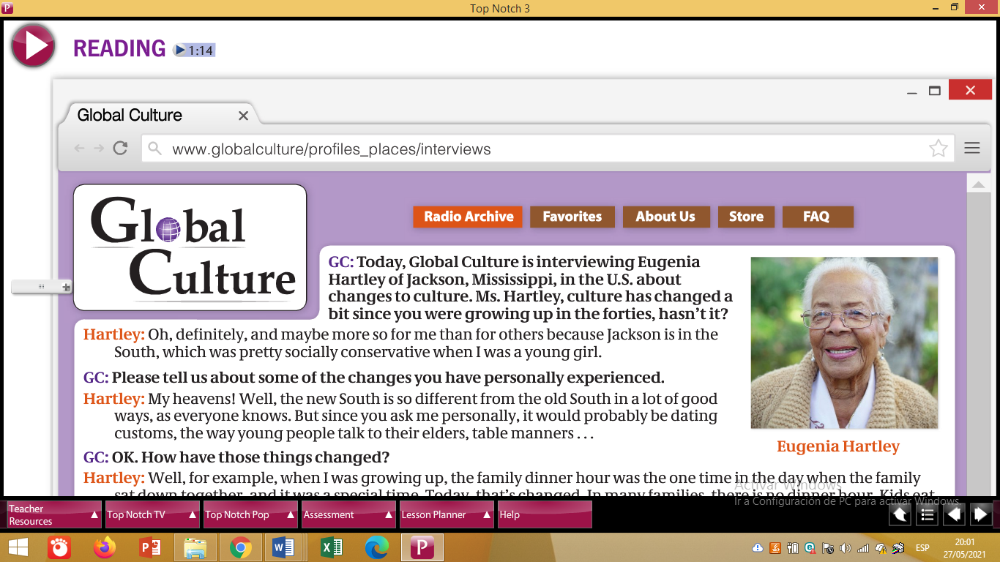 Top Notch 3
READING 1:14
Global Culture
www.globalculture/profiles_places/interviews
Global
Culture
Radio Archive Favorites About Us Store FAQ
GC: Today, Global Culture is interviewing Eugenia
Hartley of Jackson, Mississippi, in the U.S. about
changes to culture. Ms. Hartley, culture has changed a
bit since you were growing up in the forties, hasn't it?
Hartley: Oh, definitely, and maybe more so for me than for others because Jackson is in the
South, which was pretty socially conservative when I was a young girl.
GC: Please tell us about some of the changes you have personally experienced.
Hartley: My heavens! Well, the new South is so different from the old South in a lot of good
ways, as everyone knows. But since you ask me personally, it would probably be dating
customs, the way young people talk to their elders, table manners . . .
Eugenia Hartley
GC: OK. How have those things changed?
Hartley: Well, for example, when I was growing up, the family dinner hour was the one time in the day when the family
sat down together, and it was a special time. Today, that's changed. In many families, there is no dinner hour. Kids eat
Activar Windows
Ir a Configuración de PC para activar Windows.
Teacher
Resources
Top Notch TV
Top Notch Pop
Assessment
Lesson Planner
Help
ESP
20:01
27/05/2021